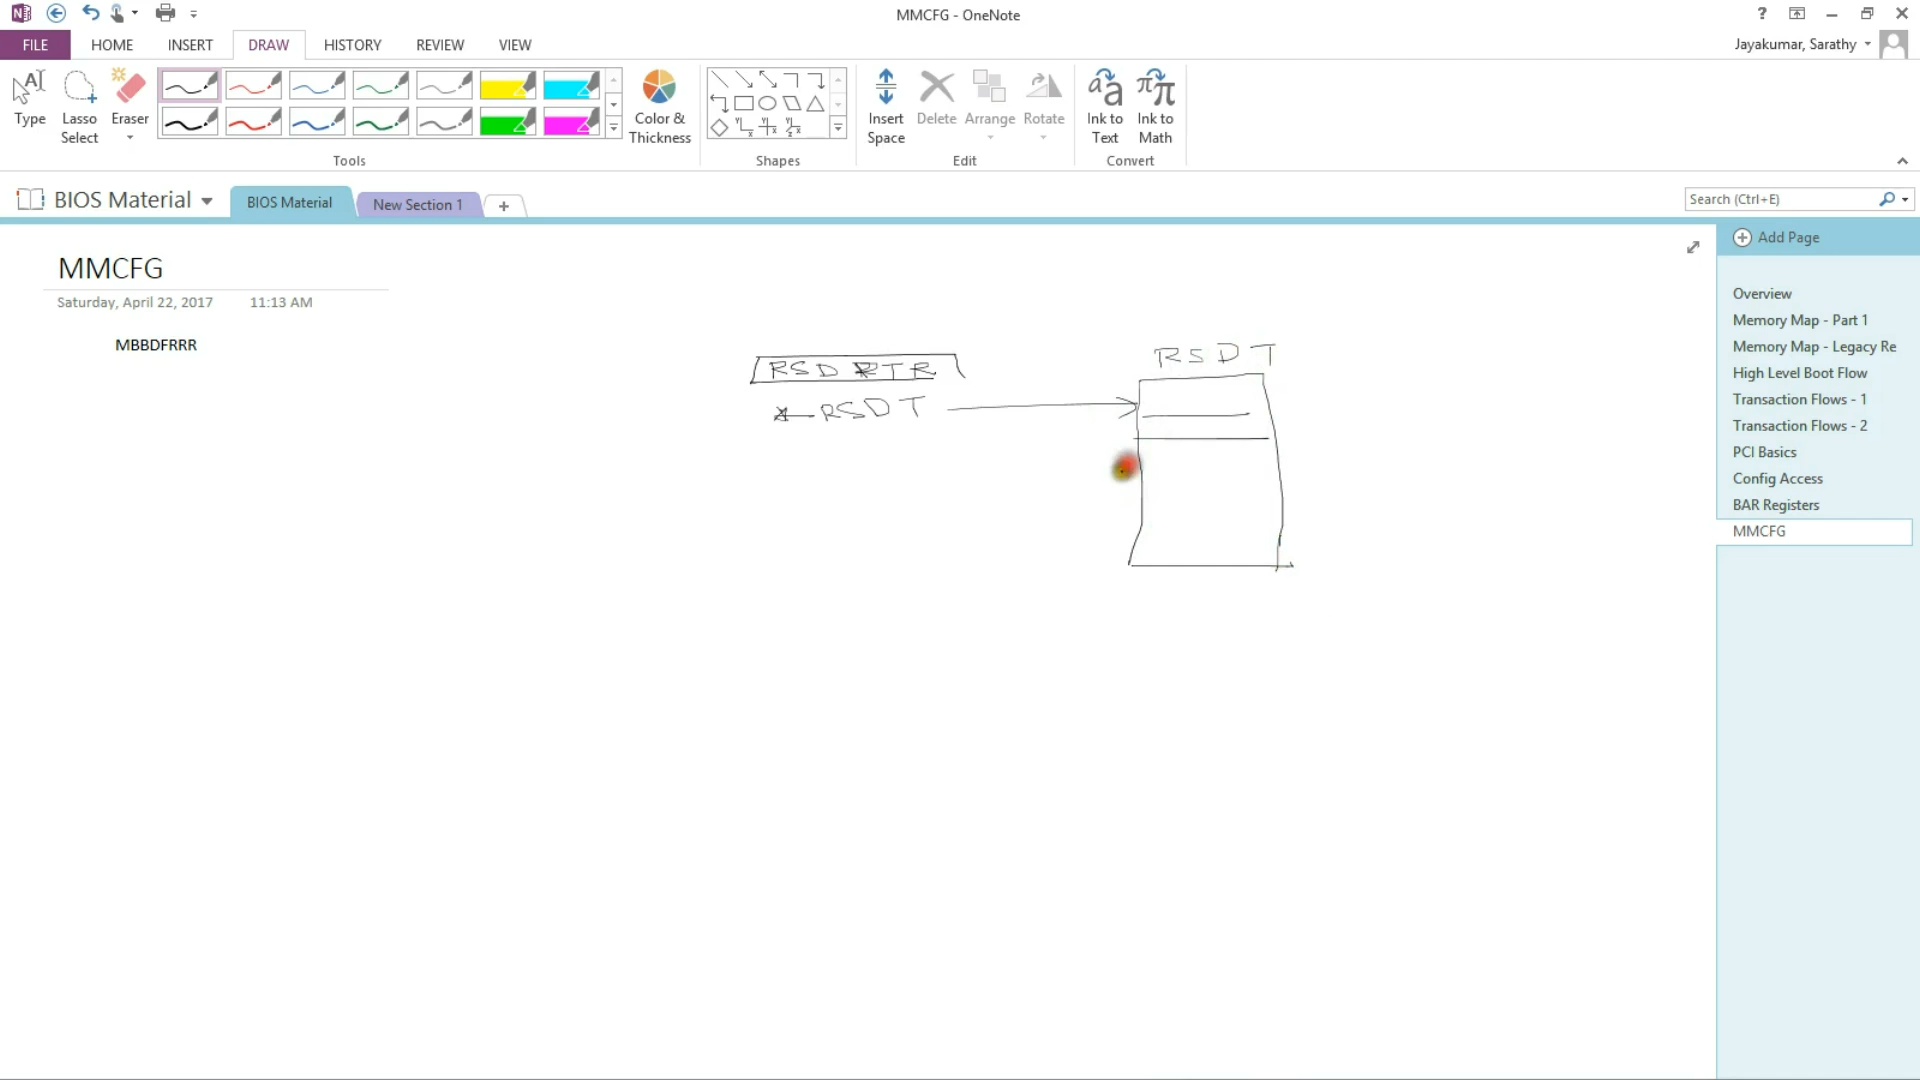 MMCFG - OneNote
?
FILE HOME INSERT DRAW HISTORY REVIEW VIEW
Jayakumar, Sarathy
Type
Lasso Select
Eraser
Color & Thickness
Insert Space
Delete
Arrange
Rotate
Ink to Text
Ink to Math
Tools
Shapes
Edit
Convert
BIOS Material
BIOS Material
New Section 1
+
Search (Ctrl+E)
Add Page
MMCFG
Saturday, April 22, 2017 11:13 AM
MBBDFRRR
RSDT
RSDT
Overview
Memory Map - Part 1
Memory Map - Legacy Re
High Level Boot Flow
Transaction Flows - 1
Transaction Flows - 2
PCI Basics
Config Access
BAR Registers
MMCFG